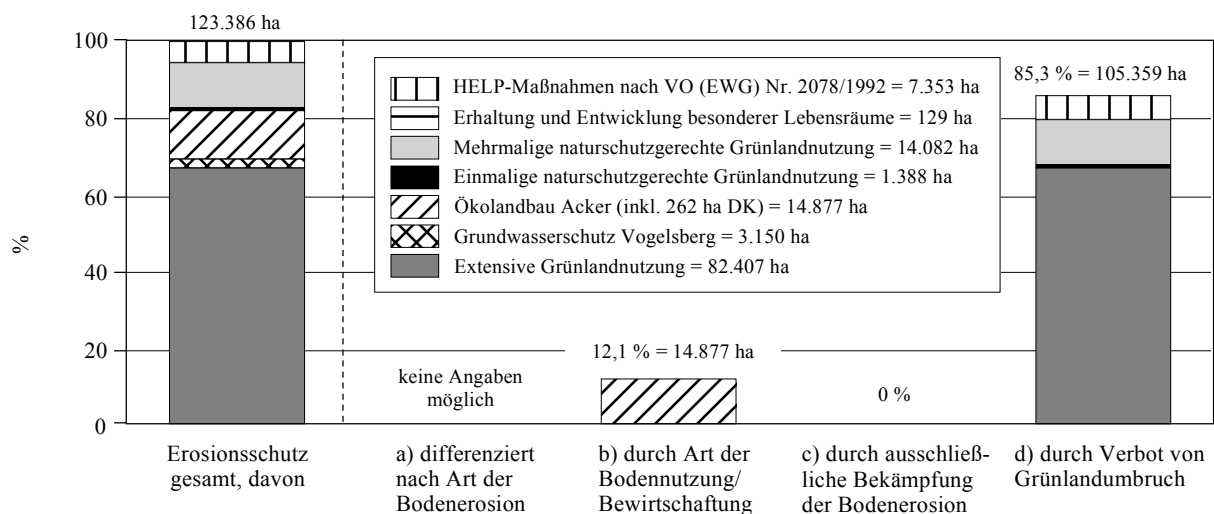 123.386 ha
100
80
60
40
20
0
%
HELP-Maßnahmen nach VO (EWG) Nr. 2078/1992 = 7.353 ha
Erhaltung und Entwicklung besonderer Lebensräume = 129 ha
Mehrmalige naturschutzgerechte Grünlandnutzung = 14.082 ha
Einmalige naturschutzgerechte Grünlandnutzung = 1.388 ha
Ökolandbau Acker (inkl. 262 ha DK) = 14.877 ha
Grundwasserschutz Vogelsberg = 3.150 ha
Extensive Grünlandnutzung = 82.407 ha
85,3 % = 105.359 ha
keine Angaben
möglich
12,1 % = 14.877 ha
0 %
Erosionsschutz
gesamt, davon
a) differenziert
nach Art der
Bodenerosion
b) durch Art der
Bodennutzung/
Bewirtschaftung
c) durch ausschließ-
liche Bekämpfung
der Bodenerosion
d) durch Verbot von
Grünlandumbruch